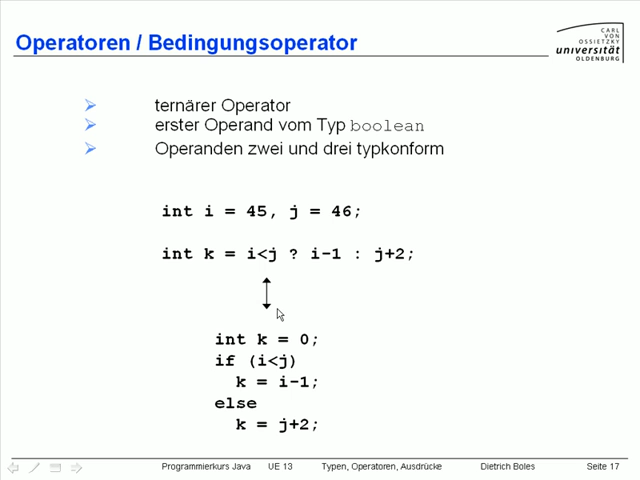 Operatoren / Bedingungsoperator
CARL
VON
OSSIETZKY
universität
OLDENBURG
ternärer Operator
erster Operand vom Typ boolean
Operanden zwei und drei typkonform
int i = 45, j = 46;
int k = i<j ? i-1 : j+2;
int k = 0;
if (i<j)
k = i-1;
else
k = j+2;
Programmierkurs Java UE 13 Typen, Operatoren, Ausdrücke Dietrich Boles Seite 17